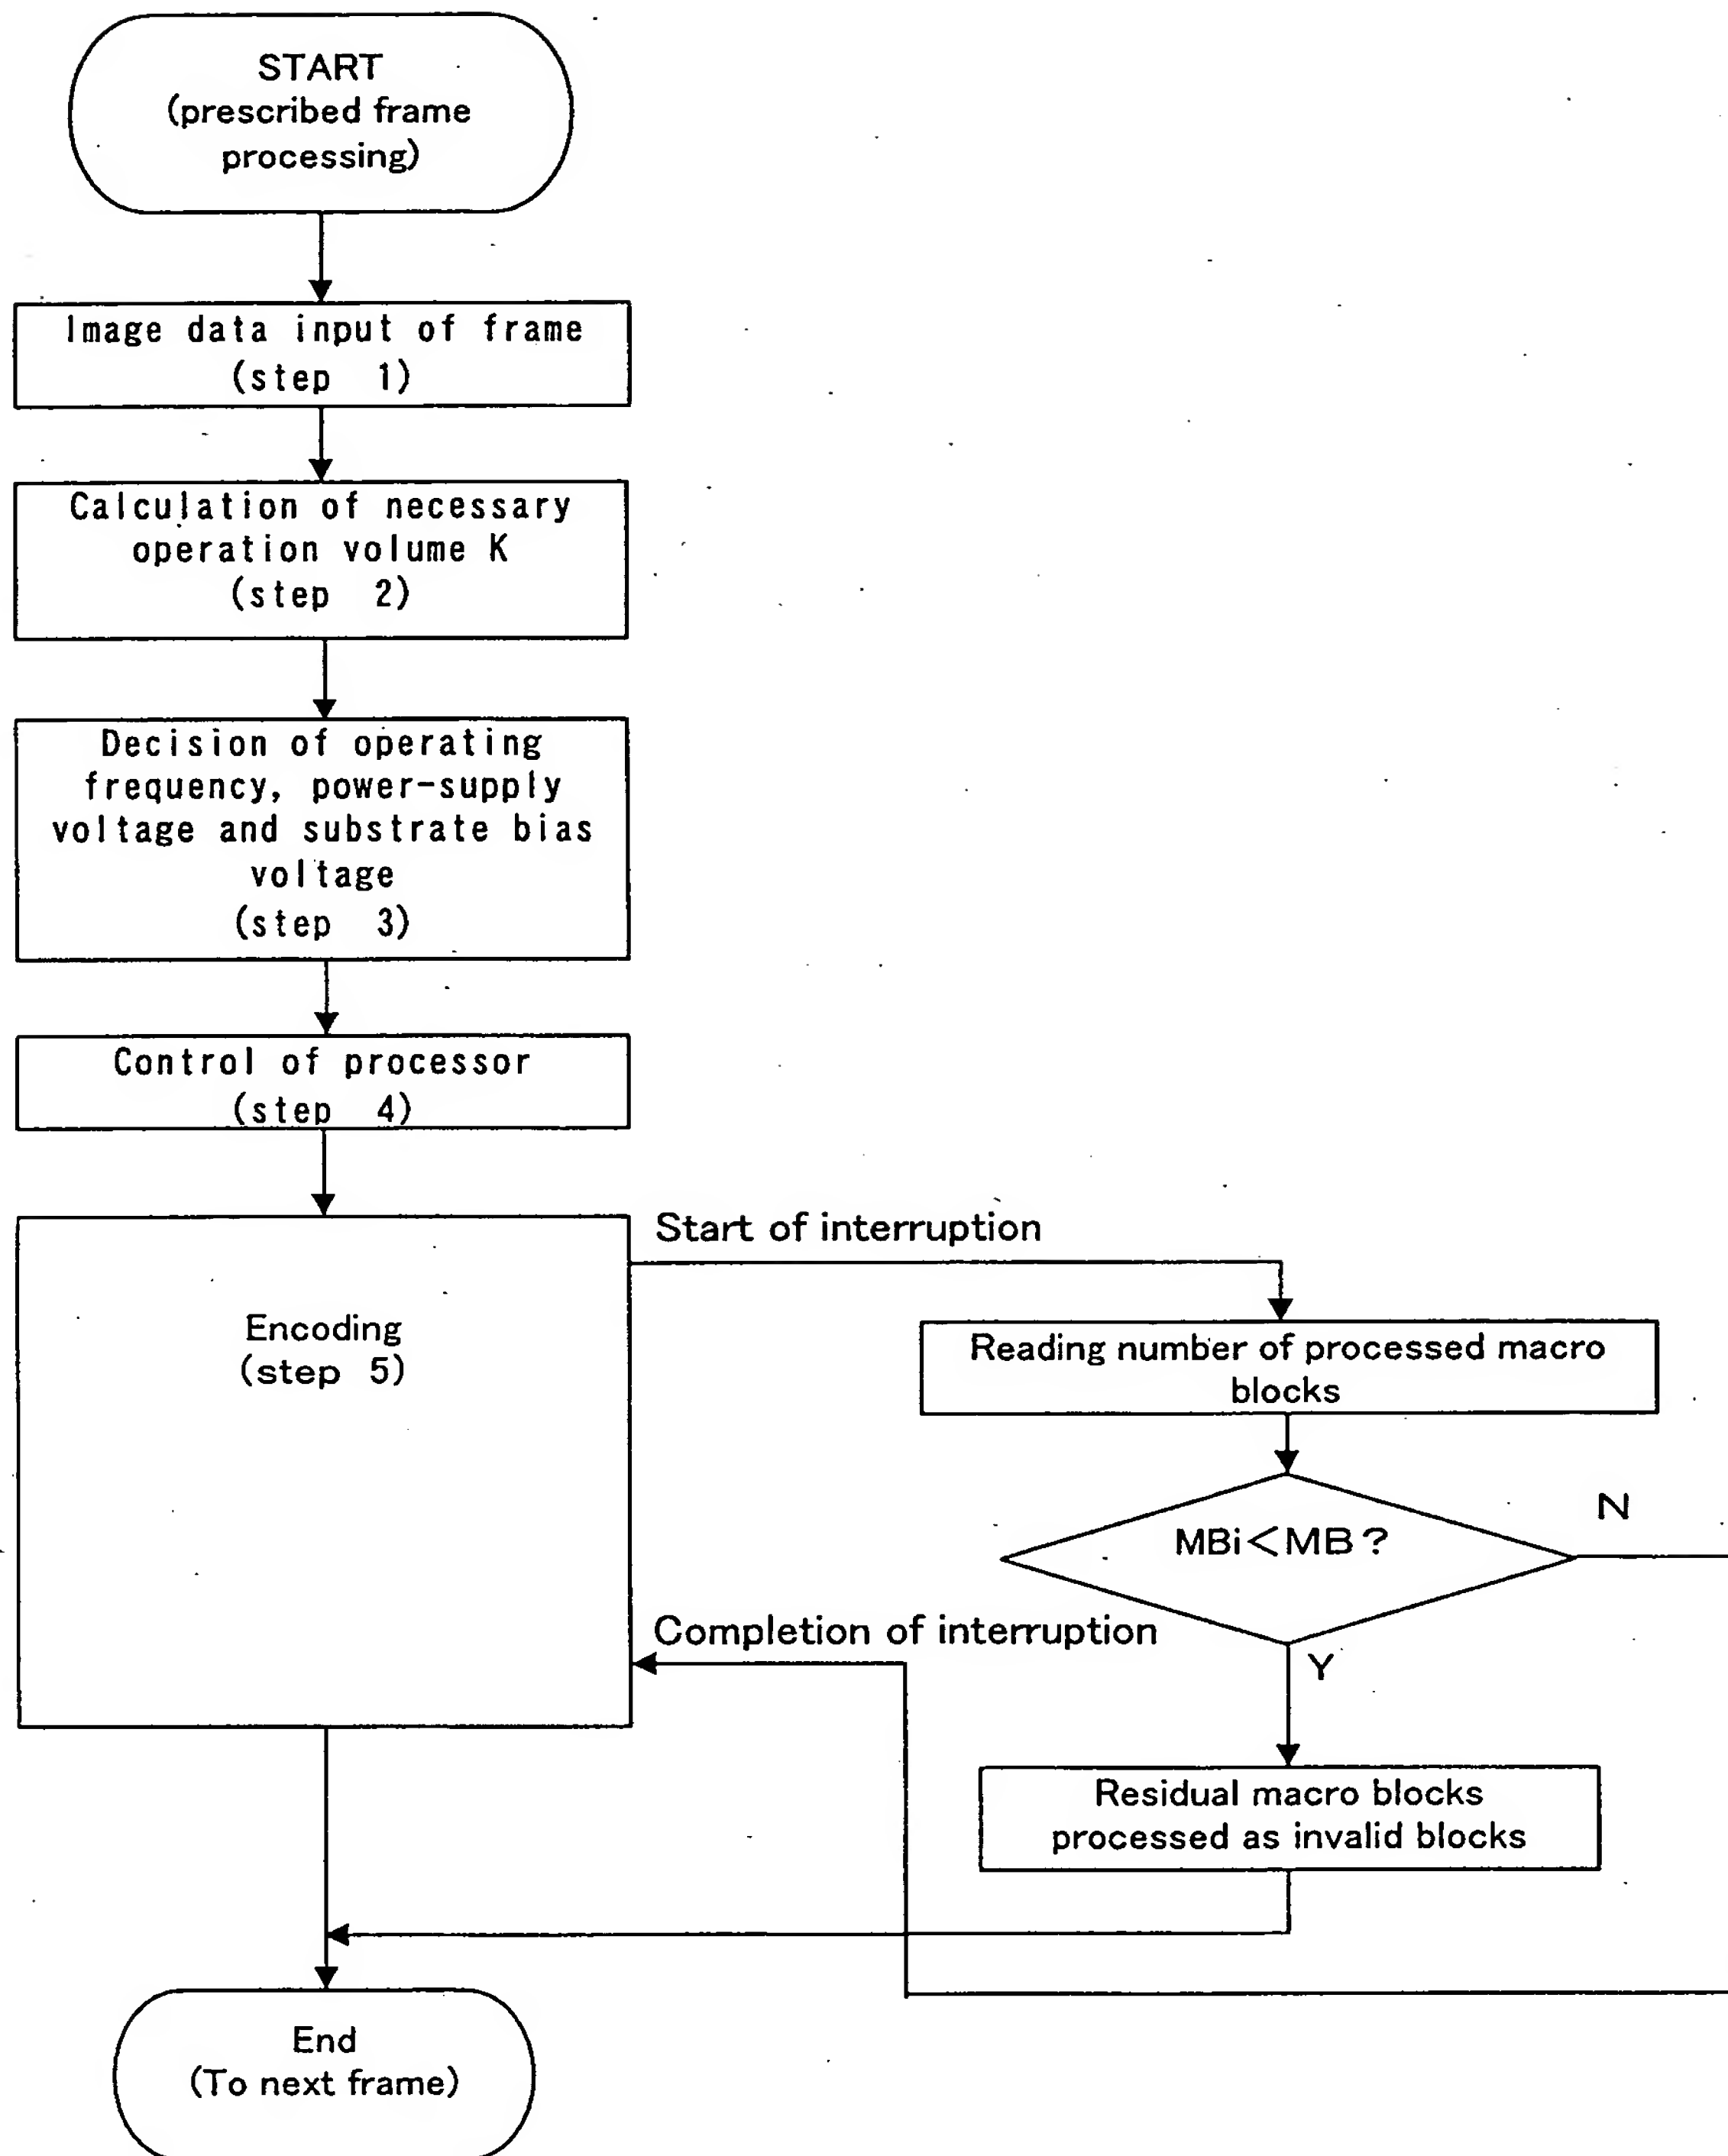 START
(prescribed frame
processing)
Image data input of frame
(step 1)
Calculation of necessary
operation volume K
(step 2)
Decision of operating
frequency, power-supply
voltage and substrate bias
voltage
(step 3)
Control of processor
(step 4)
Start of interruption
Encoding
(step 5)
Reading number of processed macro
blocks
MBi<MB?
N
Completion of interruption
Y
Residual macro blocks
processed as invalid blocks
End
(To next frame)